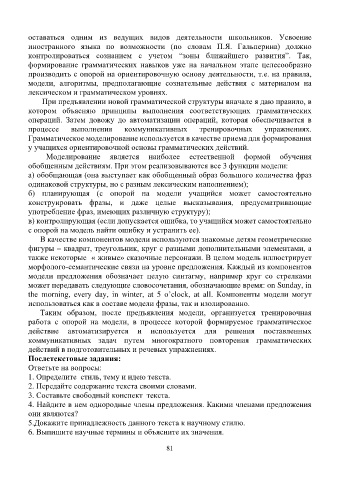 оставаться одним из ведущих видов деятельности школьников. Усвоение
иностранного языка по возможности (по словам П.Я. Гальперина) должно
контролироваться сознанием с учетом “зоны ближайшего развития”. Так,
формирование грамматических навыков уже на начальном этапе целесообразно
производить с опорой на ориентировочную основу деятельности, т.е. на правила,
модели, алгоритмы, предполагающие сознательные действия с материалом на
лексическом и грамматическом уровнях.
При предъявлении новой грамматической структуры вначале я даю правило, в
котором объясняю принципы выполнения соответствующих грамматических
операций. Затем довожу до автоматизации операций, которая обеспечивается в
процессе выполнения коммуникативных тренировочных упражнениях.
Грамматическое моделирование используется в качестве приема для формирования
у учащихся ориентировочной основы грамматических действий.
Моделирование является наиболее естественной формой обучения
обобщенным действиям. При этом реализовываются все 3 функции модели:
а) обобщающая (она выступает как обобщенный образ большого количества фраз
одинаковой структуры, но с разным лексическим наполнением);
б) планирующая (с опорой на модели учащийся может самостоятельно
конструировать фразы, и даже целые высказывания, предусматривающие
употребление фраз, имеющих различную структуру);
в) контролирующая (если допускается ошибка, то учащийся может самостоятельно
с опорой на модель найти ошибку и устранить ее).
В качестве компонентов модели используются знакомые детям геометрические
фигуры – квадрат, треугольник, круг с разными дополнительными элементами, а
также некоторые « живые» сказочные персонажи. В целом модель иллюстрирует
морфолого-семантические связи на уровне предложения. Каждый из компонентов
модели предложения обозначает целую синтагму, например круг со стрелками
может передавать следующие словосочетания, обозначающие время: on Sunday, in
the morning, every day, in winter, at 5 o’clock, at all. Компоненты модели могут
использоваться как в составе модели фразы, так и изолированно.
Таким образом, после предъявления модели, организуется тренировочная
работа с опорой на модель, в процессе которой формируемое грамматическое
действие автоматизируется и используется для решения поставленных
коммуникативных задач путем многократного повторения грамматических
действий в подготовительных и речевых упражнениях.
Послетекстовые задания:
Ответьте на вопросы:
1. Определите стиль, тему и идею текста.
2. Передайте содержание текста своими словами.
3. Составьте свободный конспект текста.
4. Найдите в нем однородные члены предложения. Какими членами предложения
они являются?
5.Докажите принадлежность данного текста к научному стилю.
6. Выпишите научные термины и объясните их значения.
81